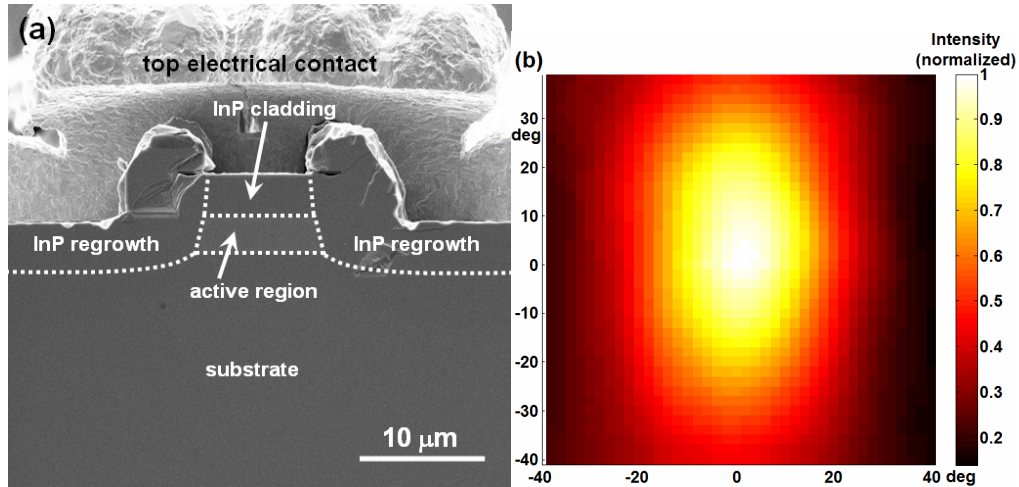 (a)
top electrical contact
InP cladding
InP regrowth
InP regrowth
active region
substrate
10 μm
(b)
Intensity
(normalized)
30
deg
20
10
0
-10
-20
-30
-40
-40
-20
0
20
40 deg
1
0.9
0.8
0.7
0.6
0.5
0.4
0.3
0.2